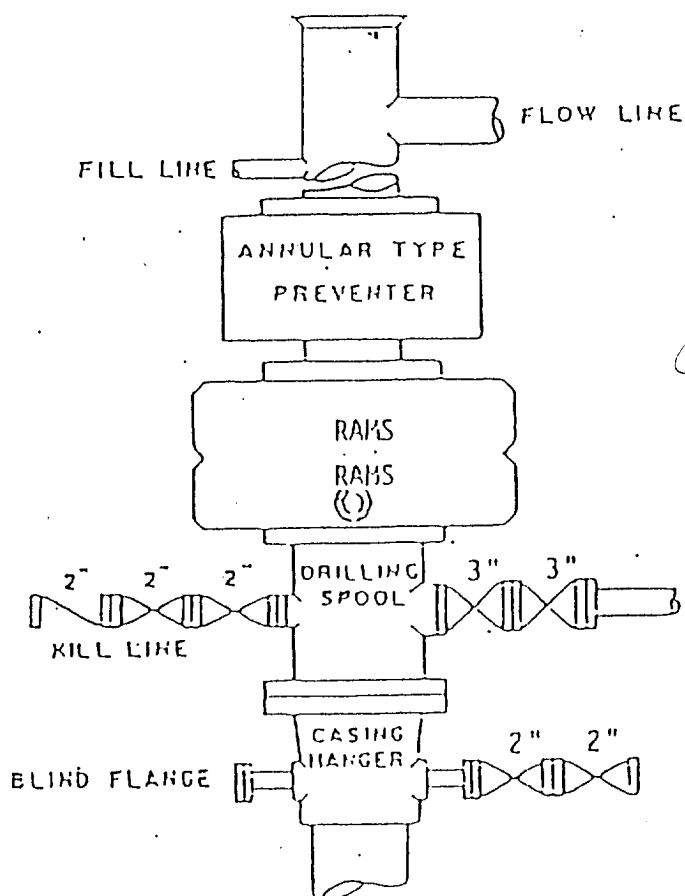 FLOW LINE
FILL LINE
ANNULAR TYPE
PREVENTER
RAMS
RAMS
2" 2" 2"
DRILLING
SPOOL
3" 3"
KILL LINE
CASING
HANGER
2" 2"
BLIND FLANGE